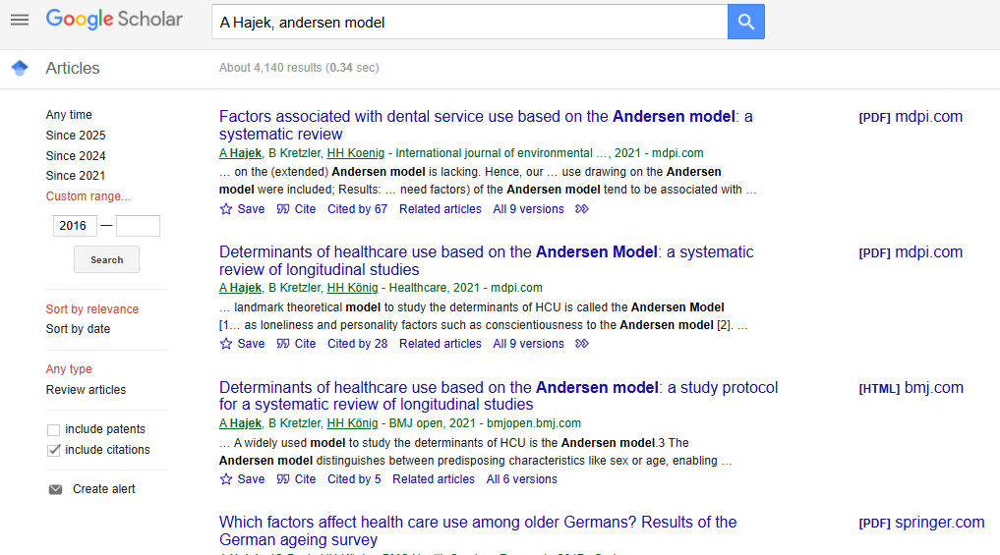 Google Scholar
A Hajek, andersen model
Articles
About 4,140 results (0.34 sec)
Any time
Since 2025
Since 2024
Since 2021
Custom range...
2016 —
Search
Sort by relevance
Sort by date
Any type
Review articles
include patents
include citations
Create alert
Factors associated with dental service use based on the Andersen model: a
systematic review
A Hajek, B Kretzler, HH Koenig - International journal of environmental …, 2021 - mdpi.com
… on the (extended) Andersen model is lacking. Hence, our … use drawing on the Andersen
model were included; Results: … need factors) of the Andersen model tend to be associated with …
Save Cite Cited by 67 Related articles All 9 versions
[PDF] mdpi.com
Determinants of healthcare use based on the Andersen Model: a systematic
review of longitudinal studies
A Hajek, B Kretzler, HH König - Healthcare, 2021 - mdpi.com
… landmark theoretical model to study the determinants of HCU is called the Andersen Model
[1… as loneliness and personality factors such as conscientiousness to the Andersen model [2]. …
Save Cite Cited by 28 Related articles All 9 versions
[PDF] mdpi.com
Determinants of healthcare use based on the Andersen model: a study protocol
for a systematic review of longitudinal studies
A Hajek, B Kretzler, HH König - BMJ open, 2021 - bmjopen.bmj.com
… A widely used model to study the determinants of HCU is the Andersen model.3 The
Andersen model distinguishes between predisposing characteristics like sex or age, enabling …
Save Cite Cited by 5 Related articles All 6 versions
[HTML] bmj.com
Which factors affect health care use among older Germans? Results of the
German ageing survey
[PDF] springer.com